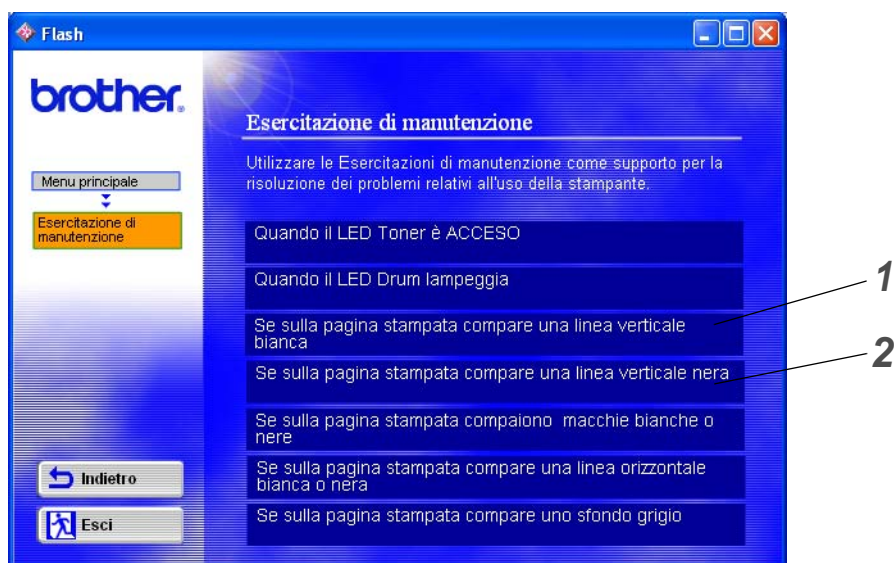 Flash
brother.
Esercitazione di manutenzione
Utilizzare le Esercitazioni di manutenzione come supporto per la
risoluzione dei problemi relativi all'uso della stampante.
Menu principale
Esercitazione di
manutenzione
Quando il LED Toner è ACCESO
Quando il LED Drum lampeggia
Se sulla pagina stampata compare una linea verticale
bianca
1
Se sulla pagina stampata compare una linea verticale nera
2
Se sulla pagina stampata compaiono macchie bianche o
nere
Se sulla pagina stampata compare una linea orizzontale
bianca o nera
Se sulla pagina stampata compare uno sfondo grigio
Indietro
Esci